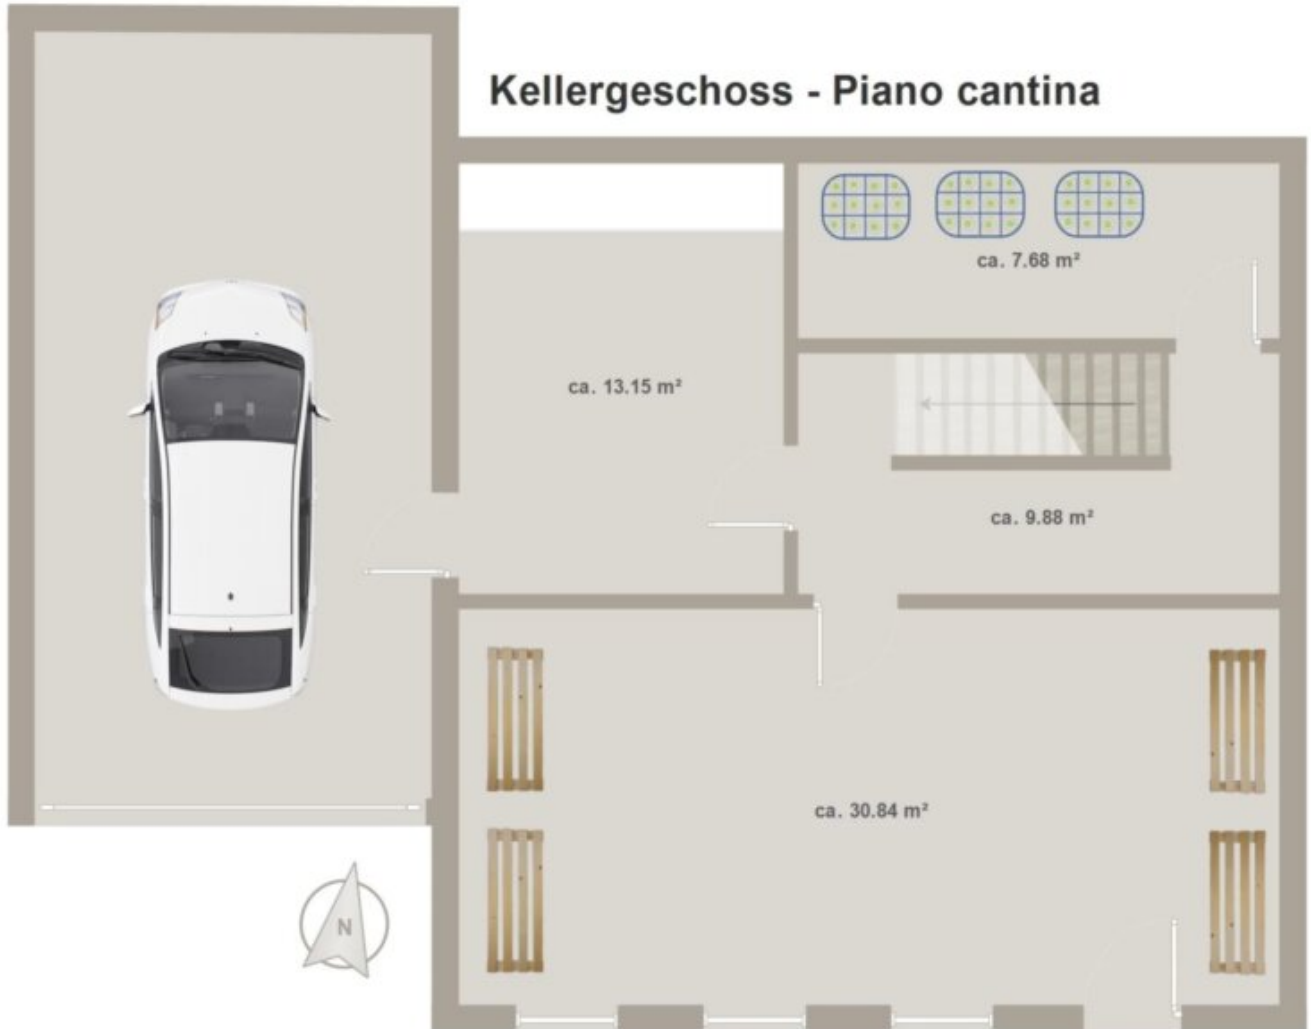 Kellergeschoss - Piano cantina
ca. 7.68 m²
ca. 13.15 m²
ca. 9.88 m²
ca. 30.84 m²
N